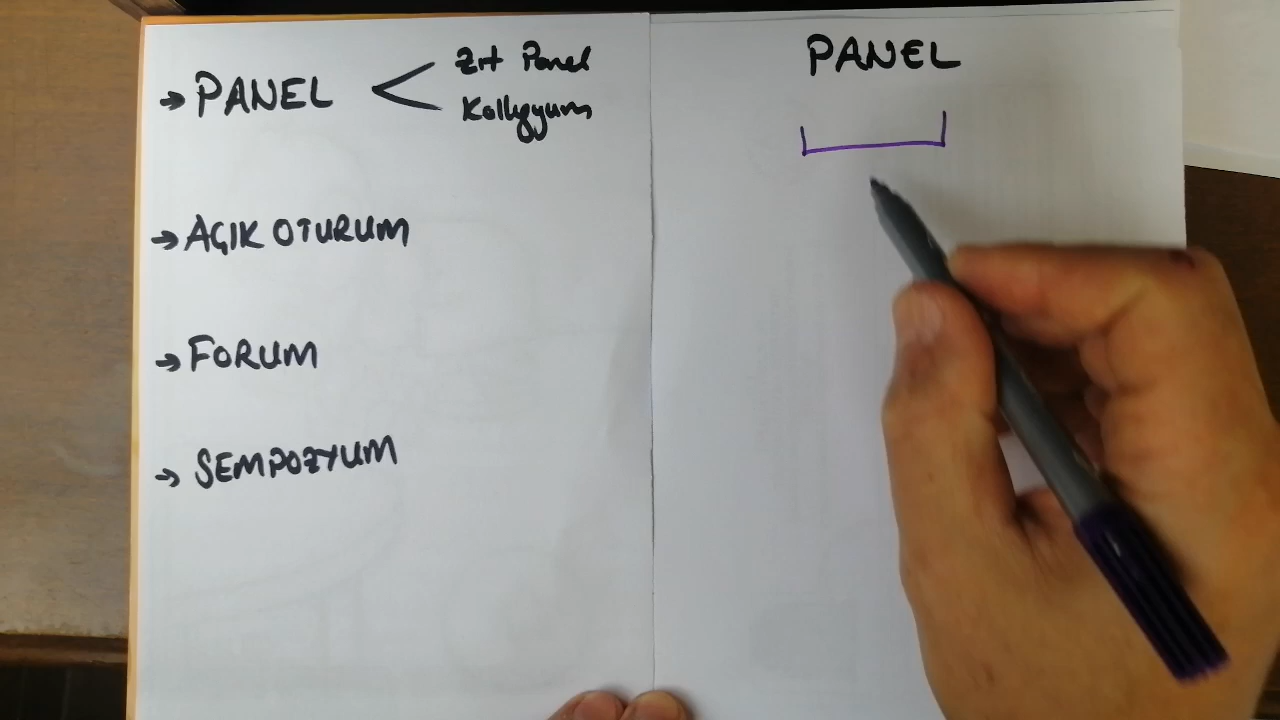 → PANEL < Zıt Panel
Kollegyum
→ AÇIK OTURUM
→ FORUM
→ SEMPOZYUM
PANEL